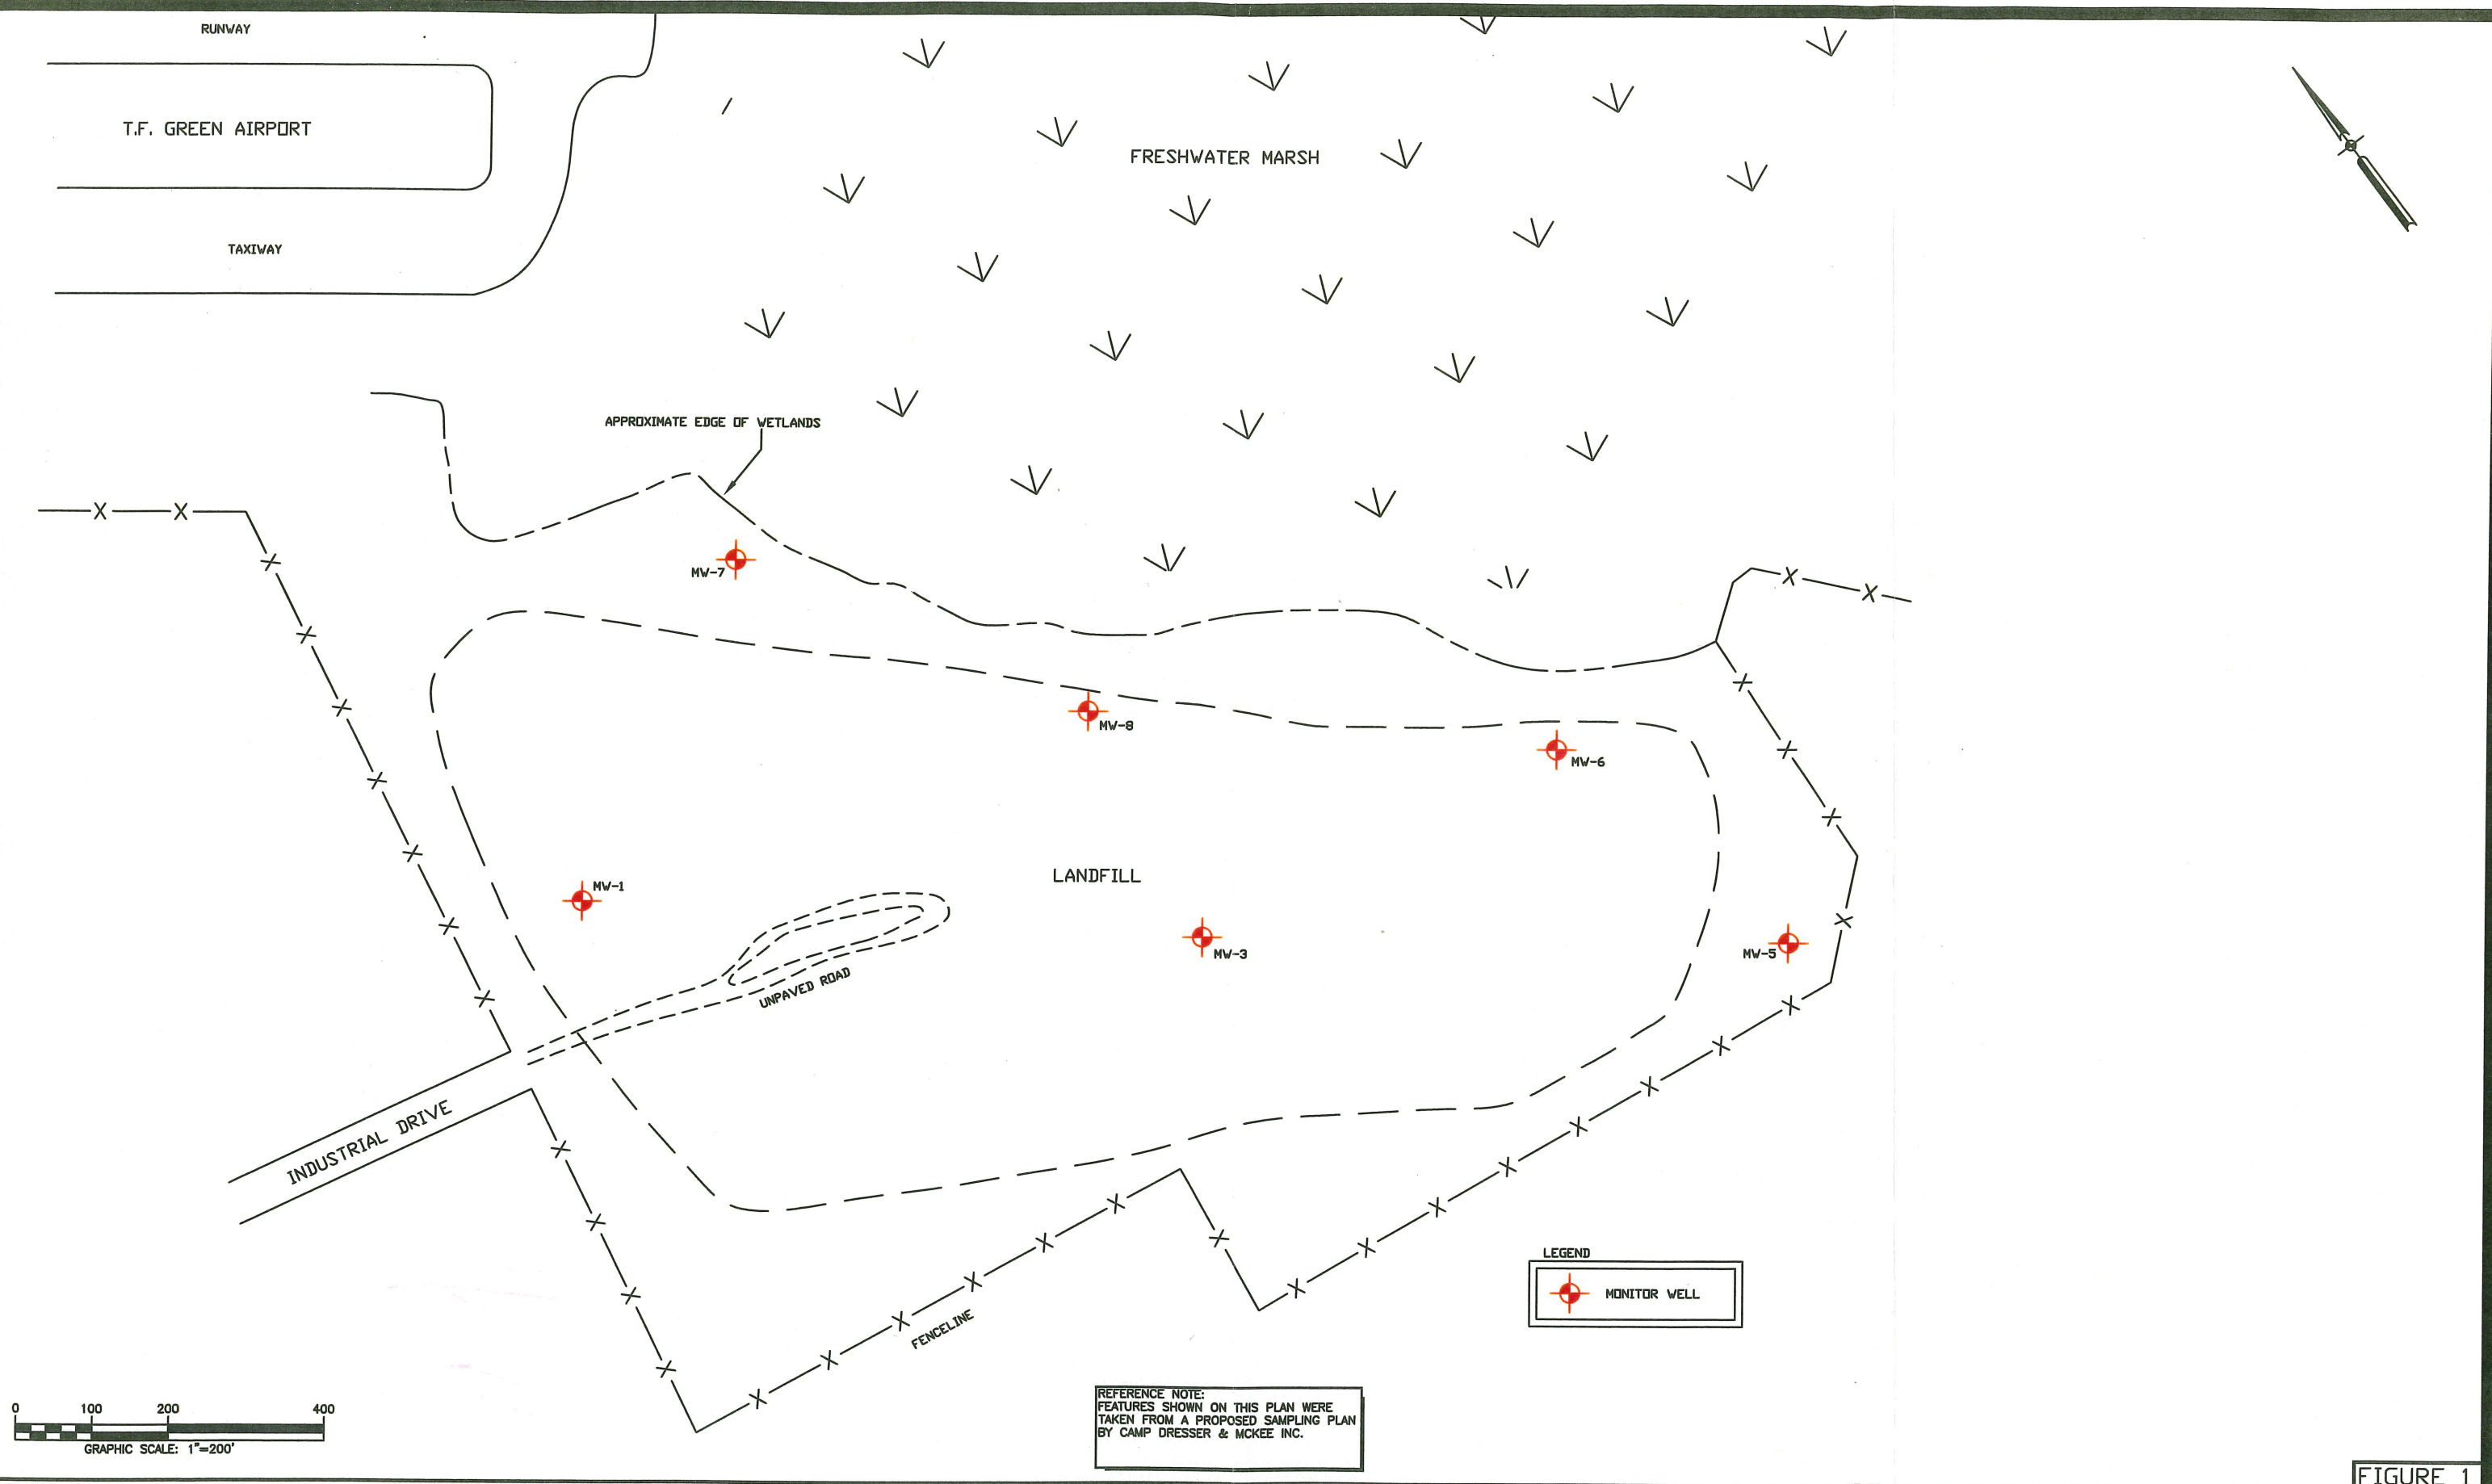 RUNWAY
T.F. GREEN AIRPORT
FRESHWATER MARSH
TAXIWAY
APPROXIMATE EDGE OF WETLANDS
MW-7
MW-8
MW-6
MW-1
LANDFILL
MW-3
MW-5
UNPAVED ROAD
INDUSTRIAL DRIVE
FENCELINE
LEGEND
MONITOR WELL
REFERENCE NOTE:
FEATURES SHOWN ON THIS PLAN WERE
TAKEN FROM A PROPOSED SAMPLING PLAN
BY CAMP DRESSER & MCKEE INC.
0 100 200 400
GRAPHIC SCALE: 1"=200'
FIGURE 1